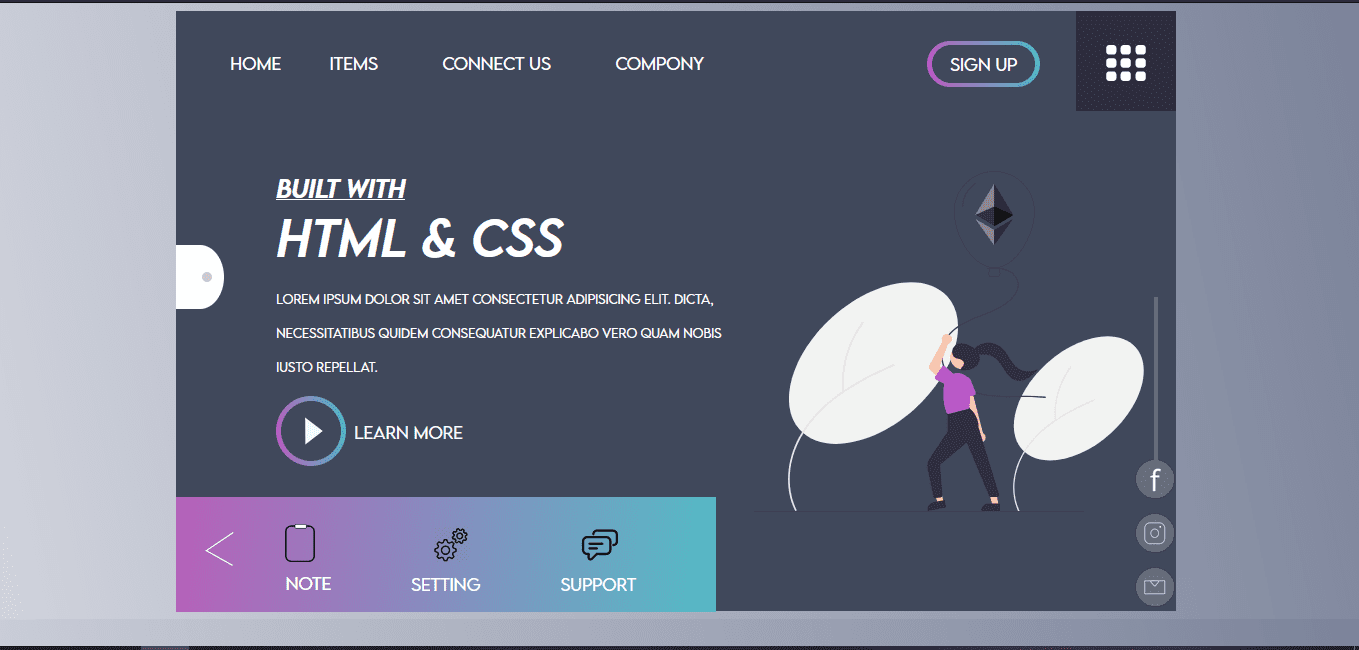 HOME ITEMS CONNECT US COMPONY SIGN UP
BUILT WITH
HTML & CSS
LOREM IPSUM DOLOR SIT AMET CONSECTETUR ADIPISICING ELIT. DICTA,
NECESSITATIBUS QUIDEM CONSEQUATUR EXPLICABO VERO QUAM NOBIS
IUSTO REPELLAT.
LEARN MORE
f
NOTE SETTING SUPPORT